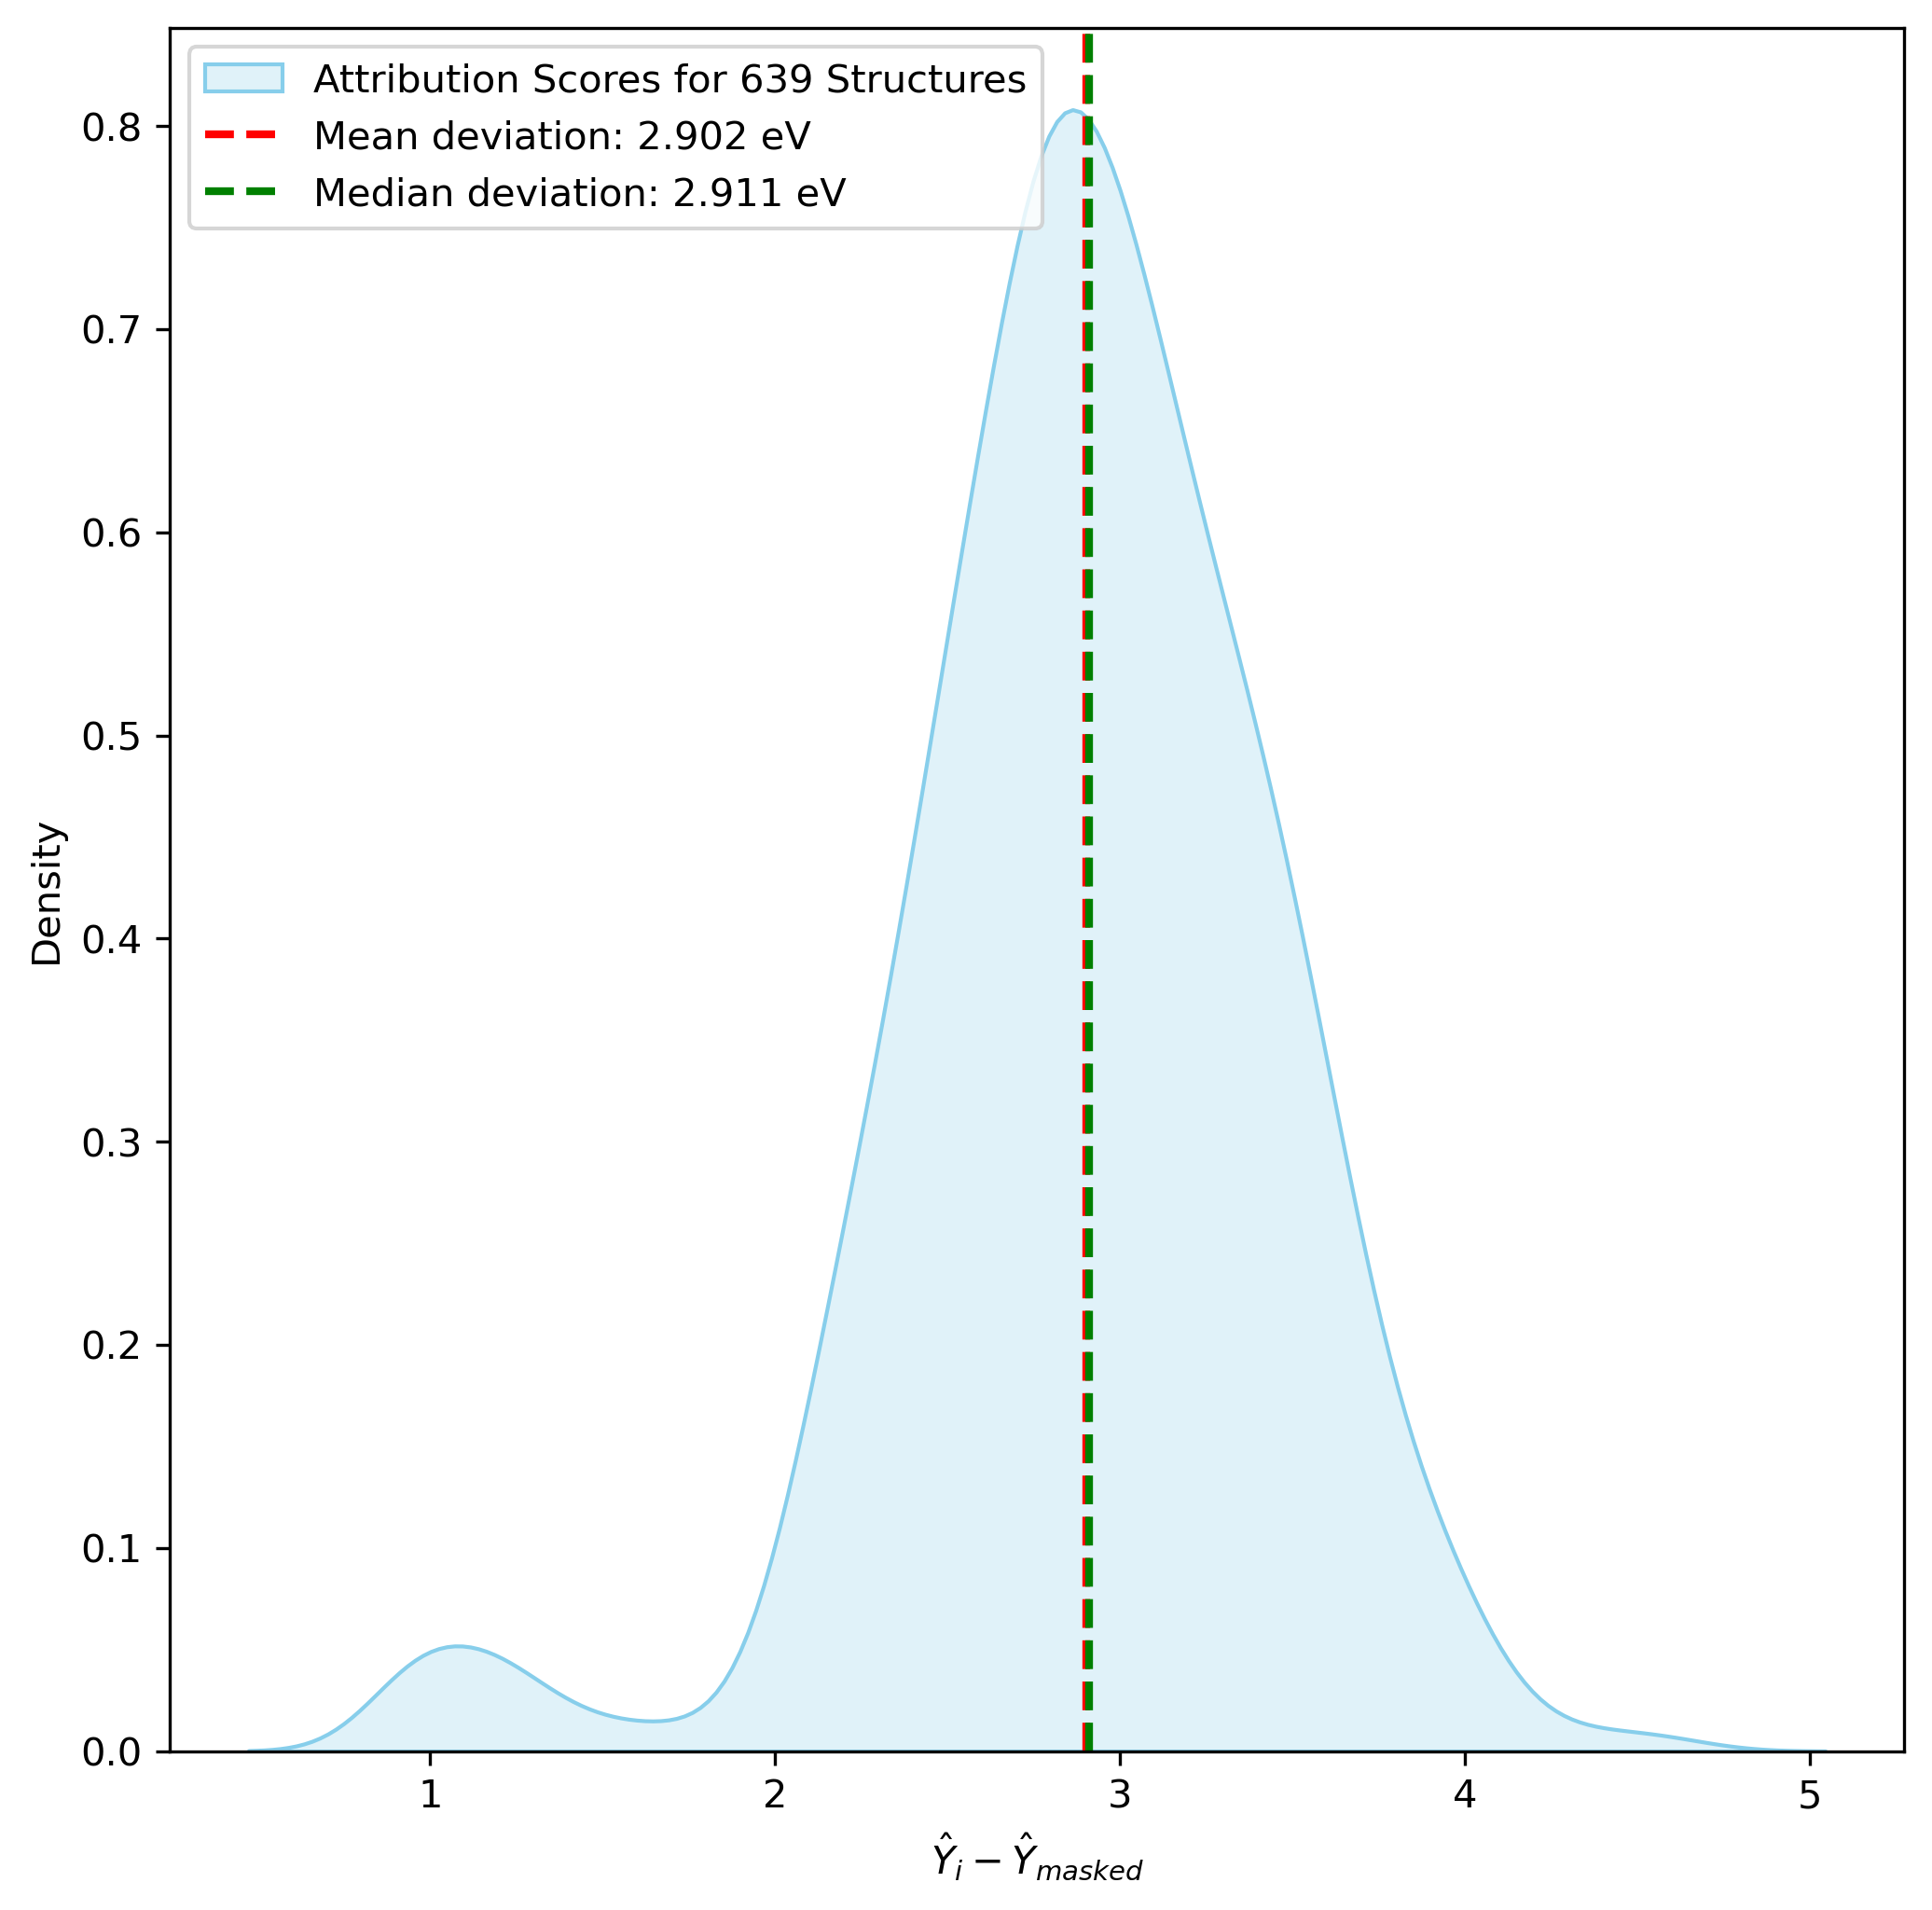 Attribution Scores for 639 Structures
Mean deviation: 2.902 eV
Median deviation: 2.911 eV
0.8
0.7
0.6
0.5
0.4
0.3
0.2
0.1
0.0
Density
1 2 3 4 5
Ŷ_i − Ŷ_masked